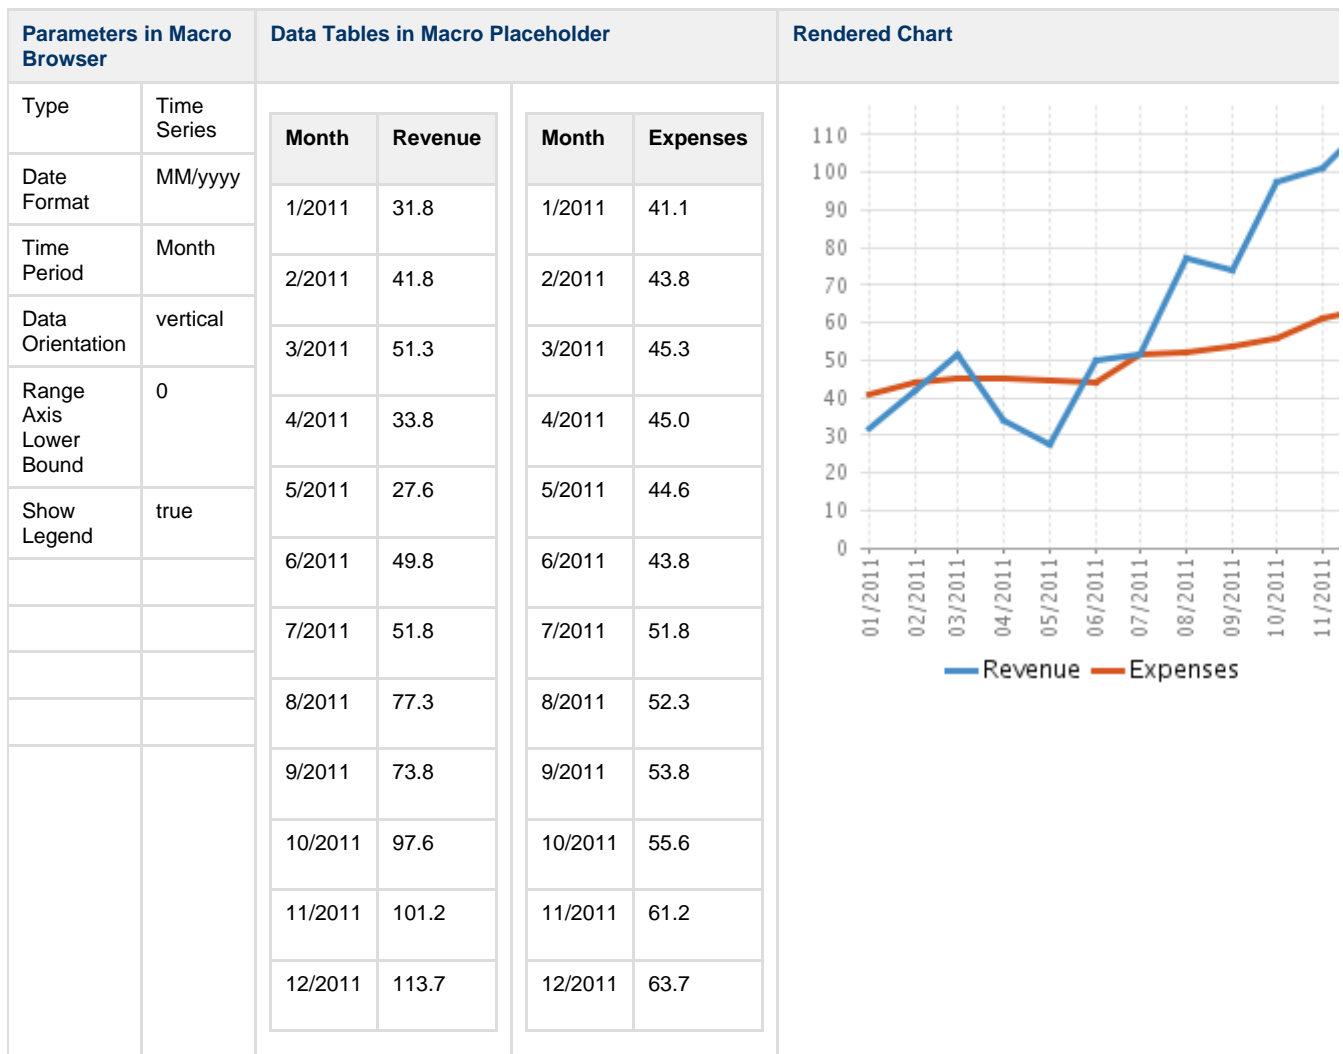 Parameters in Macro
Browser
Data Tables in Macro Placeholder
Rendered Chart
Type
Time
Series
Date
Format
MM/yyyy
Time
Period
Month
Data
Orientation
vertical
Range
Axis
Lower
Bound
0
Show
Legend
true
Month Revenue
1/2011 31.8
2/2011 41.8
3/2011 51.3
4/2011 33.8
5/2011 27.6
6/2011 49.8
7/2011 51.8
8/2011 77.3
9/2011 73.8
10/2011 97.6
11/2011 101.2
12/2011 113.7
Month Expenses
1/2011 41.1
2/2011 43.8
3/2011 45.3
4/2011 45.0
5/2011 44.6
6/2011 43.8
7/2011 51.8
8/2011 52.3
9/2011 53.8
10/2011 55.6
11/2011 61.2
12/2011 63.7
110
100
90
80
70
60
50
40
30
20
10
0
01/2011
02/2011
03/2011
04/2011
05/2011
06/2011
07/2011
08/2011
09/2011
10/2011
11/2011
Revenue Expenses